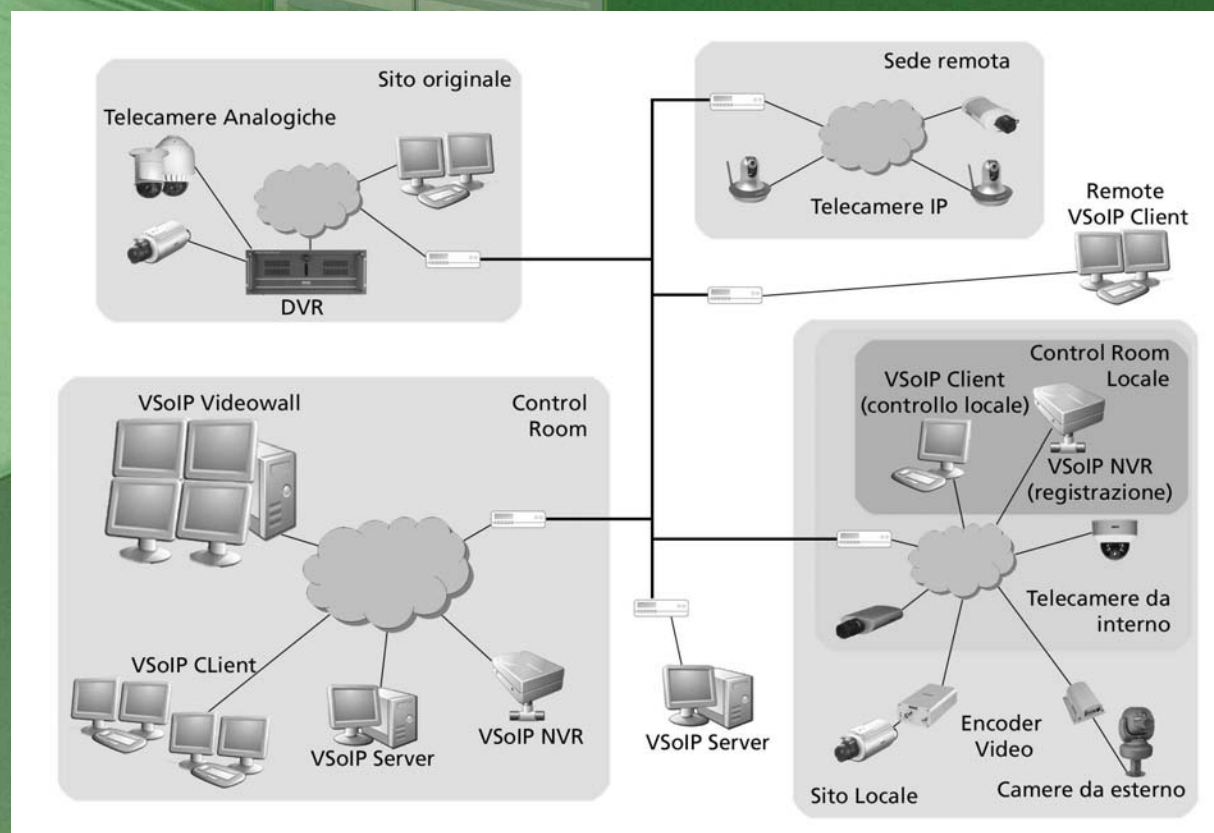 Sito originale
Telecamere Analogiche
DVR
Sede remota
Telecamere IP
Remote
VSoIP Client
VSoIP Videowall
Control
Room
VSoIP CLient
VSoIP Server
VSoIP NVR
VSoIP Server
Control Room
Locale
VSoIP Client
(controllo locale)
VSoIP NVR
(registrazione)
Telecamere da
interno
Encoder
Video
Sito Locale
Camere da esterno